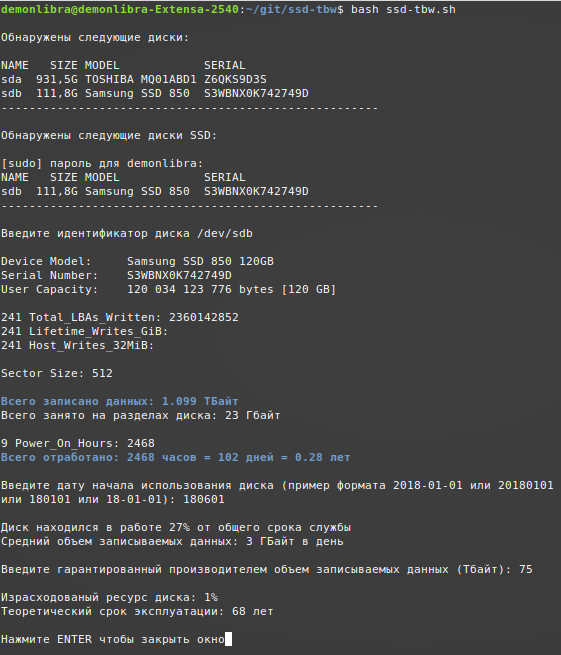 demonlibra@demonlibra-Extensa-2540:~/git/ssd-tbw$ bash ssd-tbw.sh
Обнаружены следующие диски:
NAME   SIZE MODEL            SERIAL
sda  931,5G TOSHIBA MQ01ABD1 Z6QKS9D3S
sdb  111,8G Samsung SSD 850  S3WBNX0K742749D
------------------------------------------------------
Обнаружены следующие диски SSD:
[sudo] пароль для demonlibra:
NAME   SIZE MODEL            SERIAL
sdb  111,8G Samsung SSD 850  S3WBNX0K742749D
------------------------------------------------------
Введите идентификатор диска /dev/sdb
Device Model:     Samsung SSD 850 120GB
Serial Number:    S3WBNX0K742749D
User Capacity:    120 034 123 776 bytes [120 GB]
241 Total_LBAs_Written: 2360142852
241 Lifetime_Writes_GiB:
241 Host_Writes_32MiB:
Sector Size: 512
Всего записано данных: 1.099 ТБайт
Всего занято на разделах диска: 23 Гбайт
9 Power_On_Hours: 2468
Всего отработано: 2468 часов = 102 дней = 0.28 лет
Введите дату начала использования диска (пример формата 2018-01-01 или 20180101
или 180101 или 18-01-01): 180601
Диск находился в работе 27% от общего срока службы
Средний объем записываемых данных: 3 ГБайт в день
Введите гарантированный производителем объем записываемых данных (Тбайт): 75
Израсходованый ресурс диска: 1%
Теоретический срок эксплуатации: 68 лет
Нажмите ENTER чтобы закрыть окно